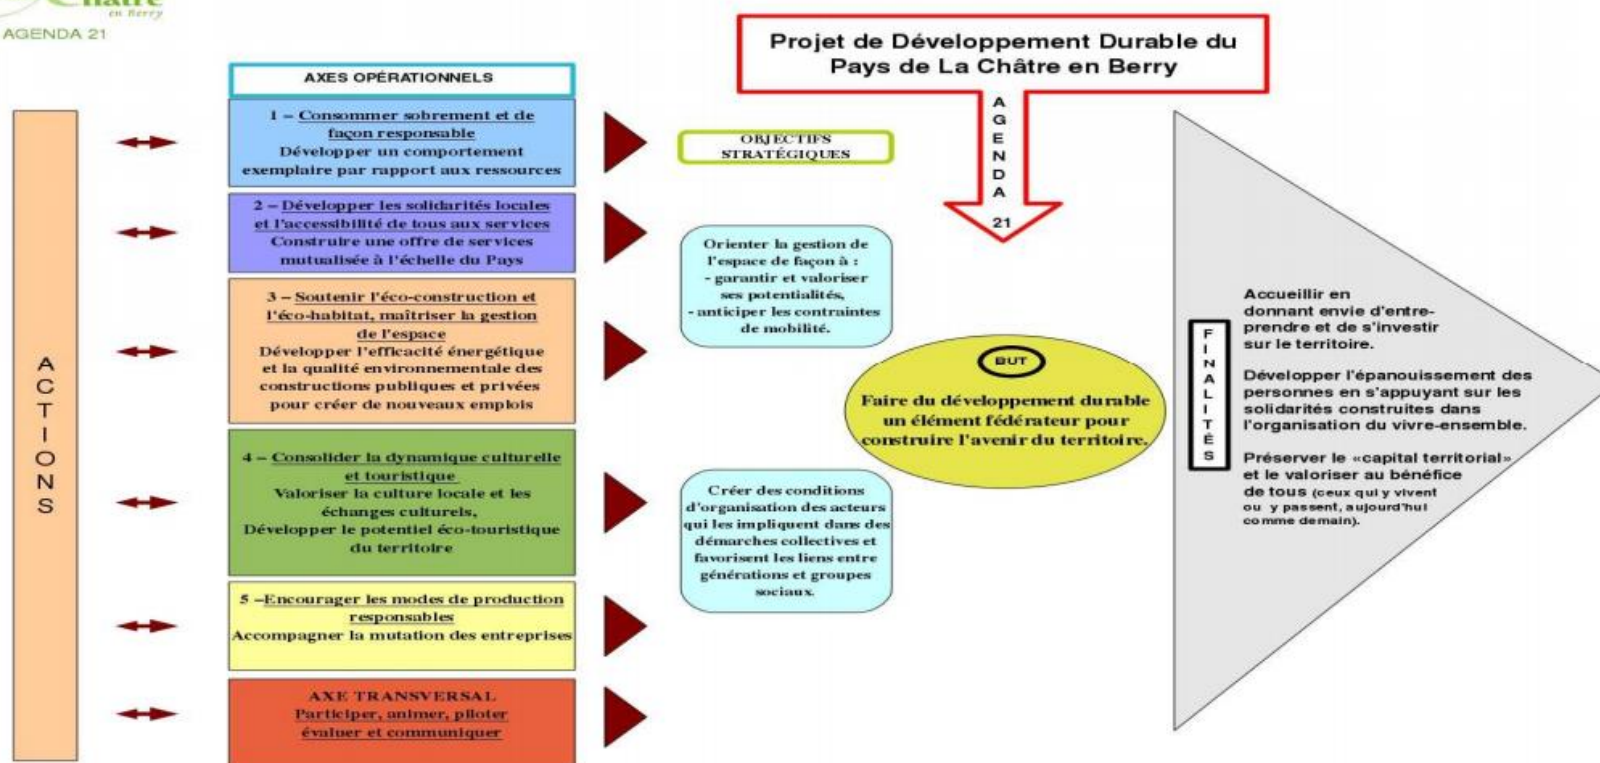 Châtre
en Berry
AGENDA 21
Projet de Développement Durable du
Pays de La Châtre en Berry
AGENDA 21
ACTIONS
AXES OPÉRATIONNELS
1 – Consommer sobrement et de
façon responsable
Développer un comportement
exemplaire par rapport aux ressources
2 – Développer les solidarités locales
et l'accessibilité de tous aux services
Construire une offre de services
mutualisée à l'échelle du Pays
3 – Soutenir l'éco-construction et
l'éco-habitat, maîtriser la gestion
de l'espace
Développer l'efficacité énergétique
et la qualité environnementale des
constructions publiques et privées
pour créer de nouveaux emplois
4 – Consolider la dynamique culturelle
et touristique
Valoriser la culture locale et les
échanges culturels,
Développer le potentiel éco-touristique
du territoire
5 –Encourager les modes de production
responsables
Accompagner la mutation des entreprises
AXE TRANSVERSAL
Participer, animer, piloter
évaluer et communiquer
OBJECTIFS
STRATÉGIQUES
Orienter la gestion de
l'espace de façon à :
- garantir et valoriser
ses potentialités,
- anticiper les contraintes
de mobilité.
Créer des conditions
d'organisation des acteurs
qui les impliquent dans des
démarches collectives et
favorisent les liens entre
générations et groupes
sociaux.
BUT
Faire du développement durable
un élément fédérateur pour
construire l'avenir du territoire.
FINALITÉS
Accueillir en
donnant envie d'entre-
prendre et de s'investir
sur le territoire.
Développer l'épanouissement des
personnes en s'appuyant sur les
solidarités construites dans
l'organisation du vivre-ensemble.
Préserver le «capital territorial»
et le valoriser au bénéfice
de tous (ceux qui y vivent
ou y passent, aujourd'hui
comme demain).